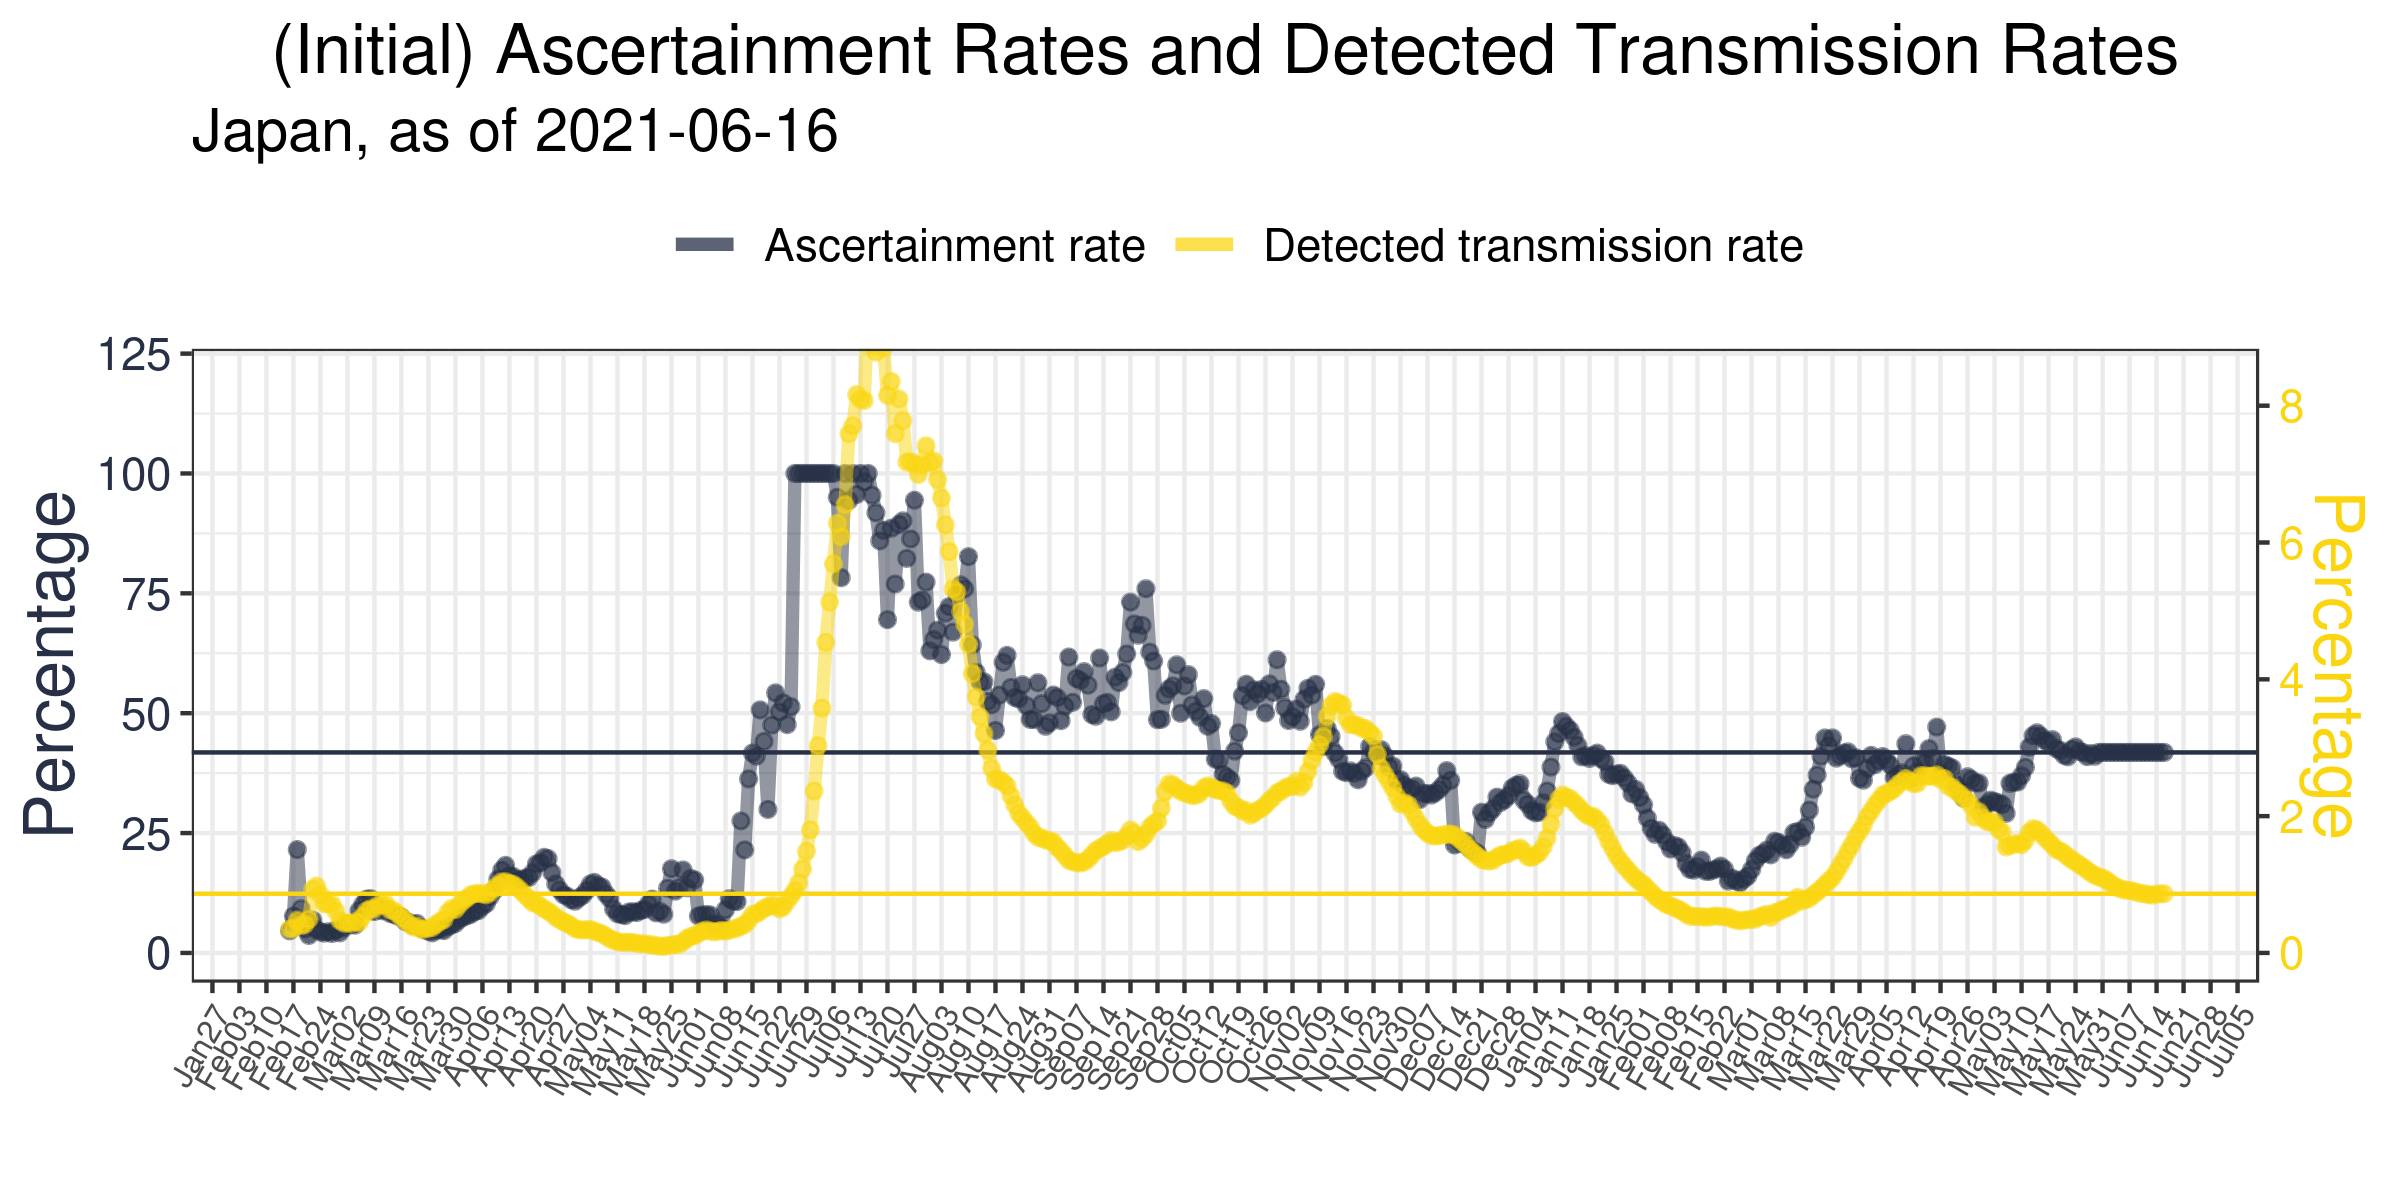 (Initial) Ascertainment Rates and Detected Transmission Rates
Japan, as of 2021-06-16
Ascertainment rate
Detected transmission rate
Percentage
125
100
75
50
25
0
8
6
4
2
0
Percentage
Jan27
Feb03
Feb10
Feb17
Feb24
Mar02
Mar09
Mar16
Mar23
Mar30
Apr06
Apr13
Apr20
Apr27
May04
May11
May18
May25
Jun01
Jun08
Jun15
Jun22
Jun29
Jul06
Jul13
Jul20
Jul27
Aug03
Aug10
Aug17
Aug24
Aug31
Sep07
Sep14
Sep21
Sep28
Oct05
Oct12
Oct19
Oct26
Nov02
Nov09
Nov16
Nov23
Nov30
Dec07
Dec14
Dec21
Dec28
Jan04
Jan11
Jan18
Jan25
Feb01
Feb08
Feb15
Feb22
Mar01
Mar08
Mar15
Mar22
Mar29
Apr05
Apr12
Apr19
Apr26
May03
May10
May17
May24
May31
Jun07
Jun14
Jun21
Jun28
Jul05